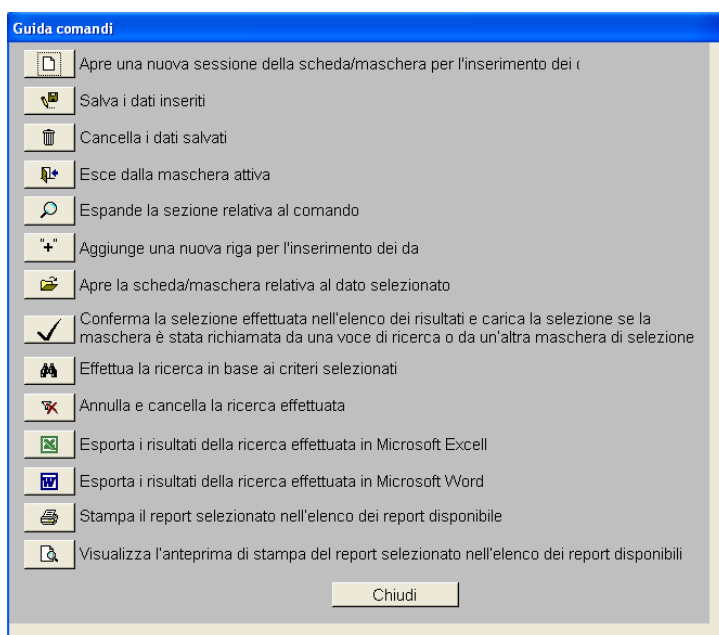 Guida comandi
Apre una nuova sessione della scheda/maschera per l'inserimento dei
Salva i dati inseriti
Cancella i dati salvati
Esce dalla maschera attiva
Espande la sezione relativa al comando
"+" Aggiunge una nuova riga per l'inserimento dei da
Apre la scheda/maschera relativa al dato selezionato
Conferma la selezione effettuata nell'elenco dei risultati e carica la selezione se la
maschera è stata richiamata da una voce di ricerca o da un'altra maschera di selezione
Effettua la ricerca in base ai criteri selezionati
Annulla e cancella la ricerca effettuata
Esporta i risultati della ricerca effettuata in Microsoft Excell
W Esporta i risultati della ricerca effettuata in Microsoft Word
Stampa il report selezionato nell'elenco dei report disponibile
Visualizza l'anteprima di stampa del report selezionato nell'elenco dei report disponibili
Chiudi